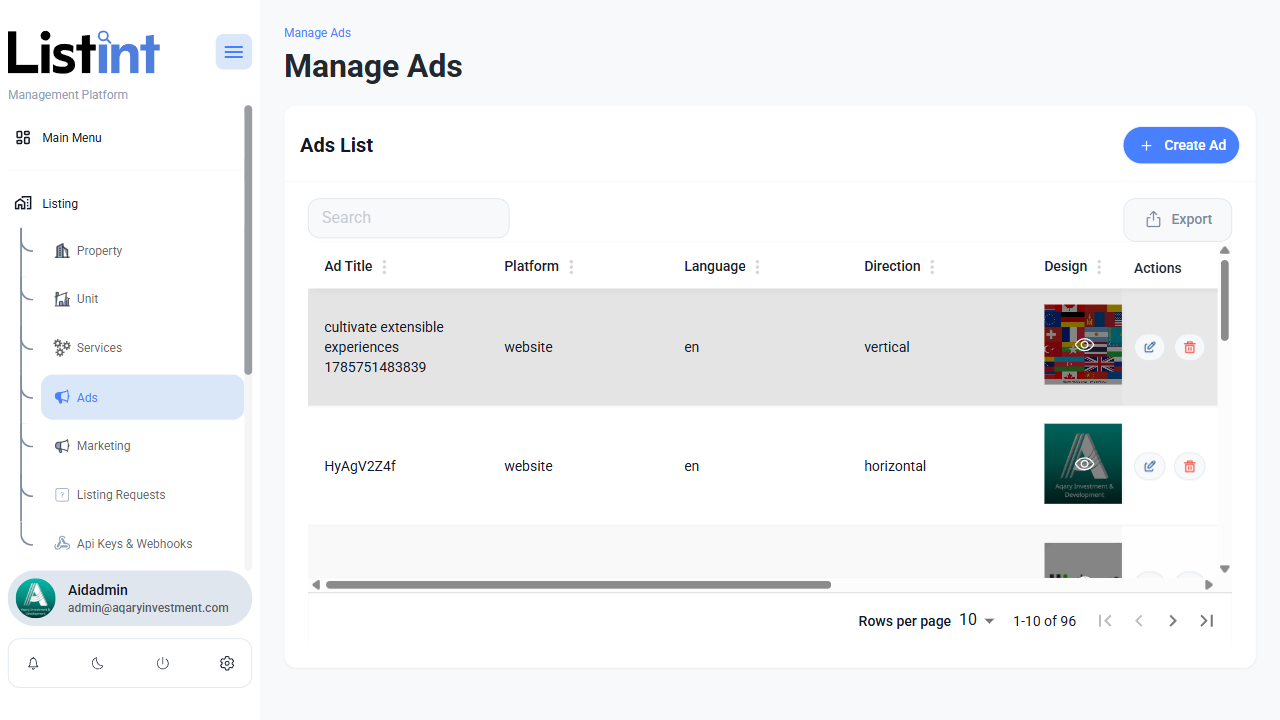 Listint
Management Platform
Main Menu
Listing
Property
Unit
Services
Ads
Marketing
Listing Requests
Api Keys & Webhooks
Aidadmin
admin@aqaryinvestment.com
Manage Ads
Manage Ads
Ads List
Create Ad
Search
Export
Ad Title
Platform
Language
Direction
Design
Actions
cultivate extensible
experiences
1785751483839
website
en
vertical
HyAgV2Z4f
website
en
horizontal
Aqary Investment &
Development
Rows per page
10
1-10 of 96